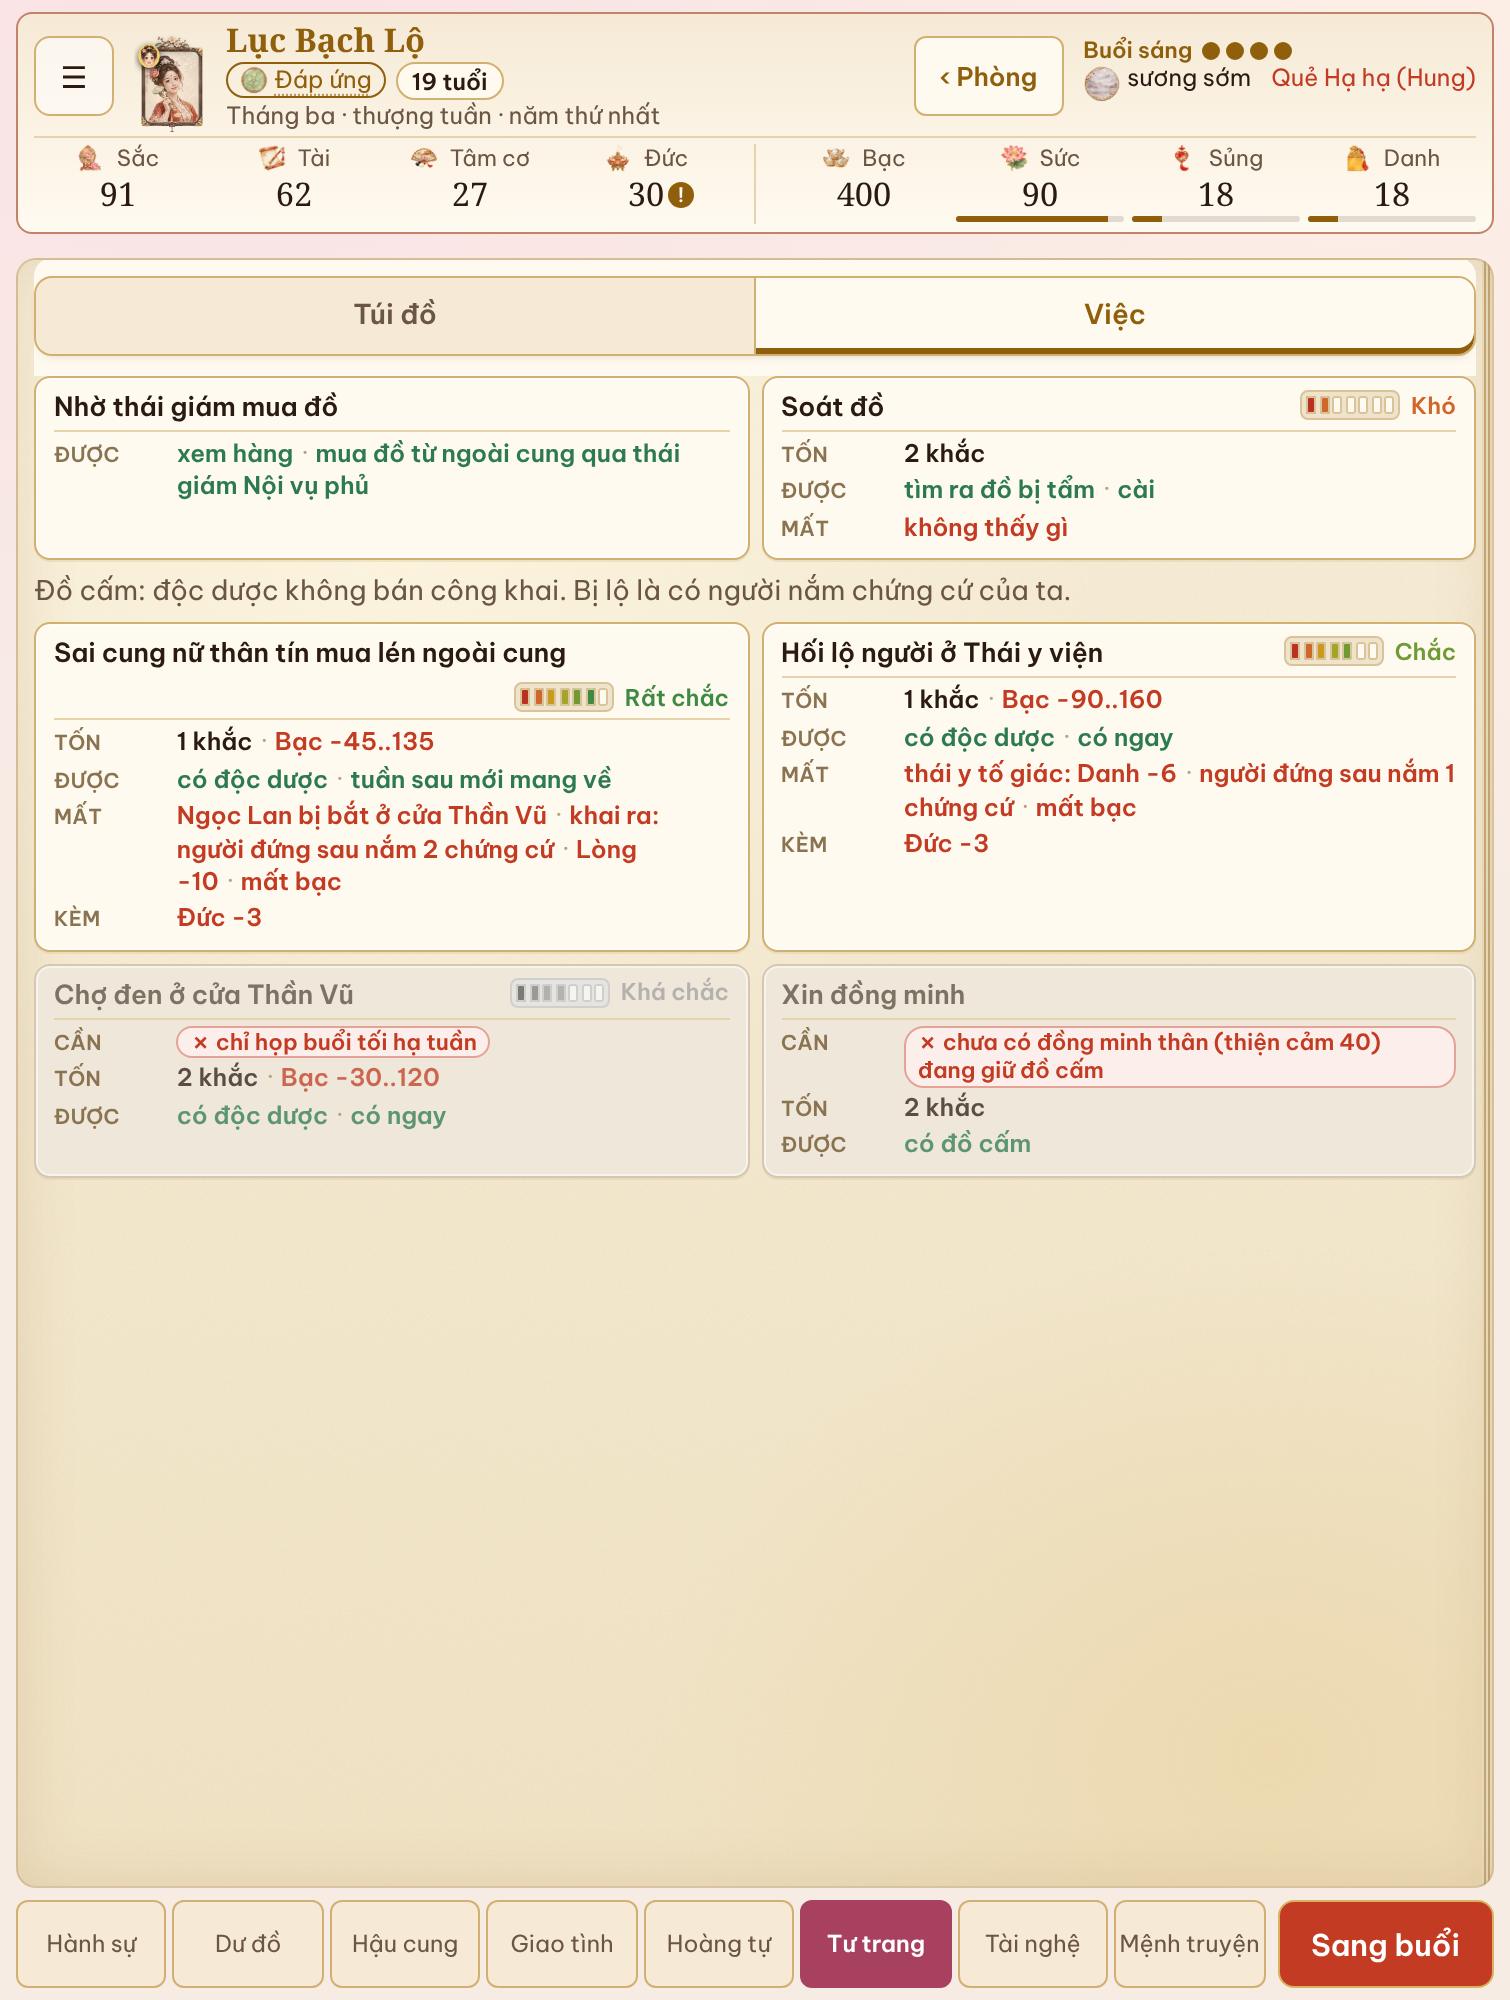 ☰
Lục Bạch Lộ
Đáp ứng
19 tuổi
Tháng ba · thượng tuần · năm thứ nhất
‹ Phòng
Buổi sáng
sương sớm Quẻ Hạ hạ (Hung)
Sắc Tài Tâm cơ Đức Bạc Sức Sủng Danh
91 62 27 30 ! 400 90 18 18
Túi đồ Việc
Nhờ thái giám mua đồ
ĐƯỢC xem hàng · mua đồ từ ngoài cung qua thái
giám Nội vụ phủ
Soát đồ Khó
TỐN 2 khắc
ĐƯỢC tìm ra đồ bị tẩm · cài
MẤT không thấy gì
Đồ cấm: độc dược không bán công khai. Bị lộ là có người nắm chứng cứ của ta.
Sai cung nữ thân tín mua lén ngoài cung
Rất chắc
TỐN 1 khắc · Bạc -45..135
ĐƯỢC có độc dược · tuần sau mới mang về
MẤT Ngọc Lan bị bắt ở cửa Thần Vũ · khai ra:
người đứng sau nắm 2 chứng cứ · Lòng
-10 · mất bạc
KÈM Đức -3
Hối lộ người ở Thái y viện Chắc
TỐN 1 khắc · Bạc -90..160
ĐƯỢC có độc dược · có ngay
MẤT thái y tố giác: Danh -6 · người đứng sau nắm 1
chứng cứ · mất bạc
KÈM Đức -3
Chợ đen ở cửa Thần Vũ Khá chắc
CẦN × chỉ họp buổi tối hạ tuần
TỐN 2 khắc · Bạc -30..120
ĐƯỢC có độc dược · có ngay
Xin đồng minh
CẦN × chưa có đồng minh thân (thiện cảm 40)
đang giữ đồ cấm
TỐN 2 khắc
ĐƯỢC có đồ cấm
Hành sự Dư đồ Hậu cung Giao tình Hoàng tự Tư trang Tài nghệ Mệnh truyện Sang buổi